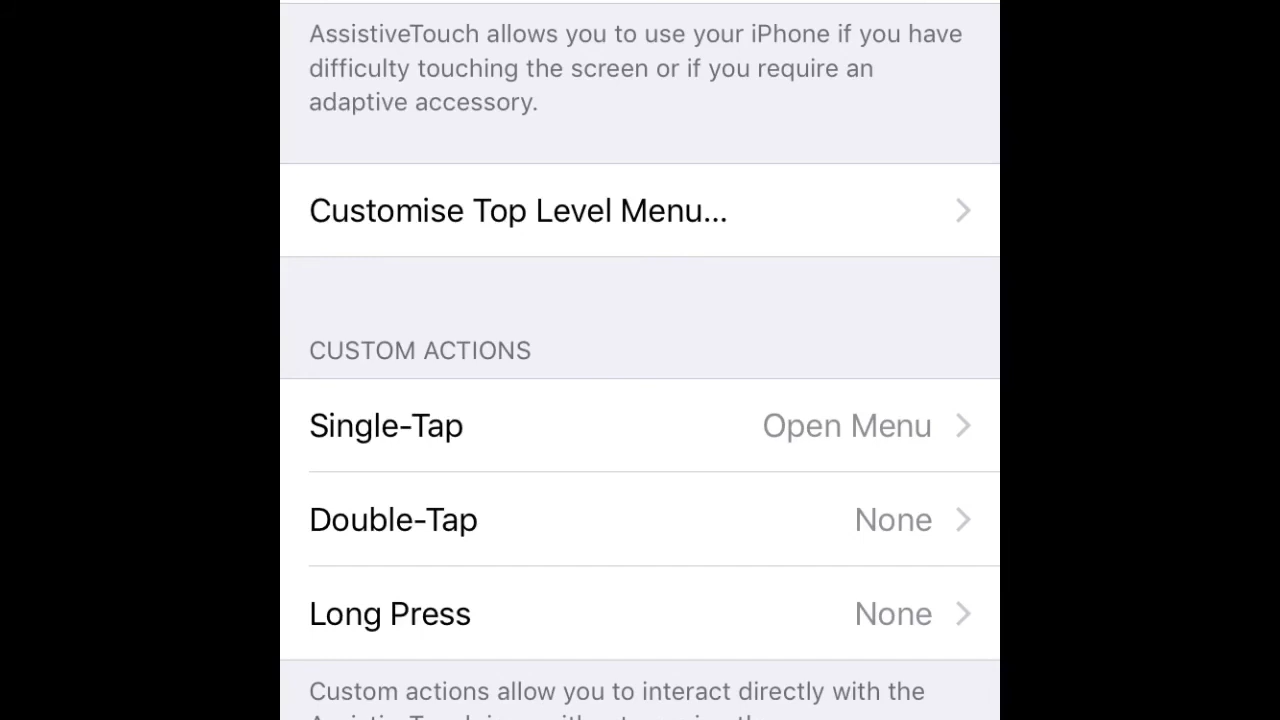 AssistiveTouch allows you to use your iPhone if you have
difficulty touching the screen or if you require an
adaptive accessory.
Customise Top Level Menu...
CUSTOM ACTIONS
Single-Tap Open Menu
Double-Tap None
Long Press None
Custom actions allow you to interact directly with the